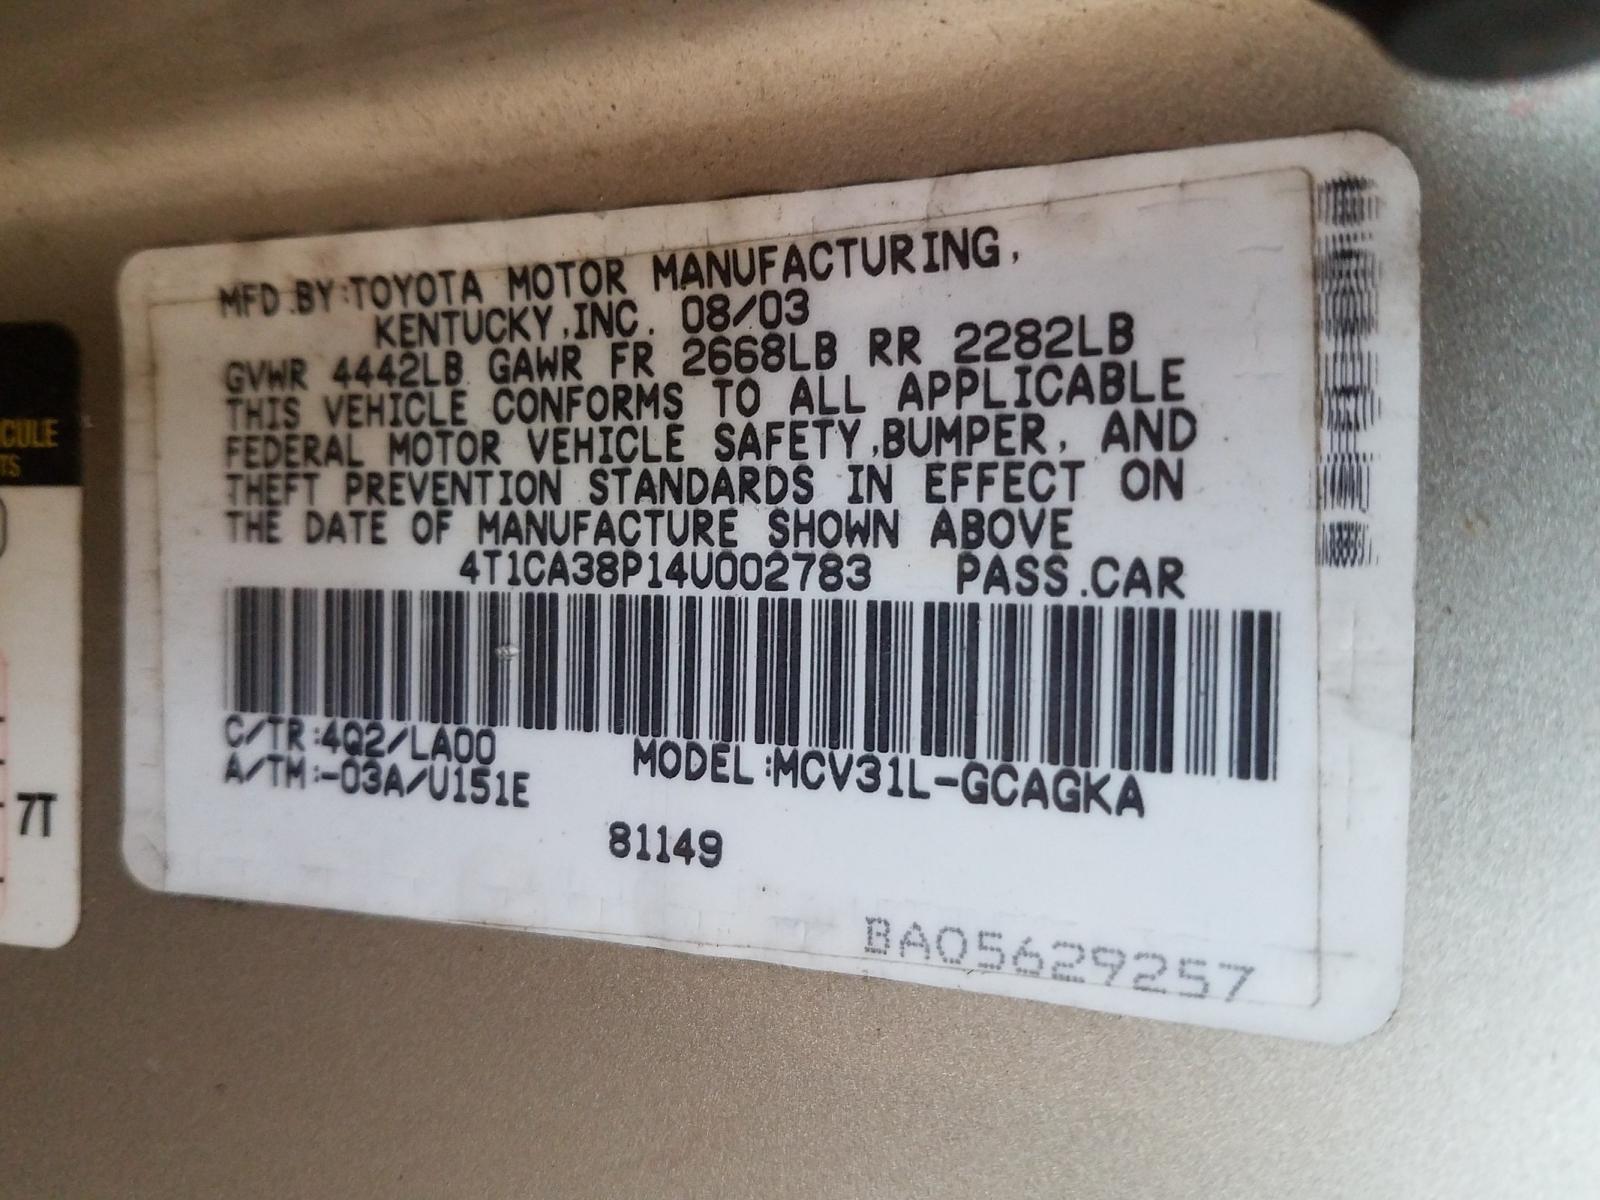 MFD.BY:TOYOTA MOTOR MANUFACTURING,
KENTUCKY,INC. 08/03
GVWR 4442LB GAWR FR 2668LB RR 2282LB
THIS VEHICLE CONFORMS TO ALL APPLICABLE
FEDERAL MOTOR VEHICLE SAFETY,BUMPER, AND
THEFT PREVENTION STANDARDS IN EFFECT ON
THE DATE OF MANUFACTURE SHOWN ABOVE
4T1CA38P14U002783 PASS.CAR
C/TR:4Q2/LA00
A/TM:-03A/U151E
MODEL:MCV31L-GCAGKA
81149
BA05629257
7T